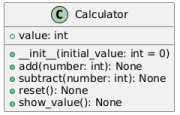 C Calculator
value: int
__init__(initial_value: int = 0)
add(number: int): None
subtract(number: int): None
reset(): None
show_value(): None